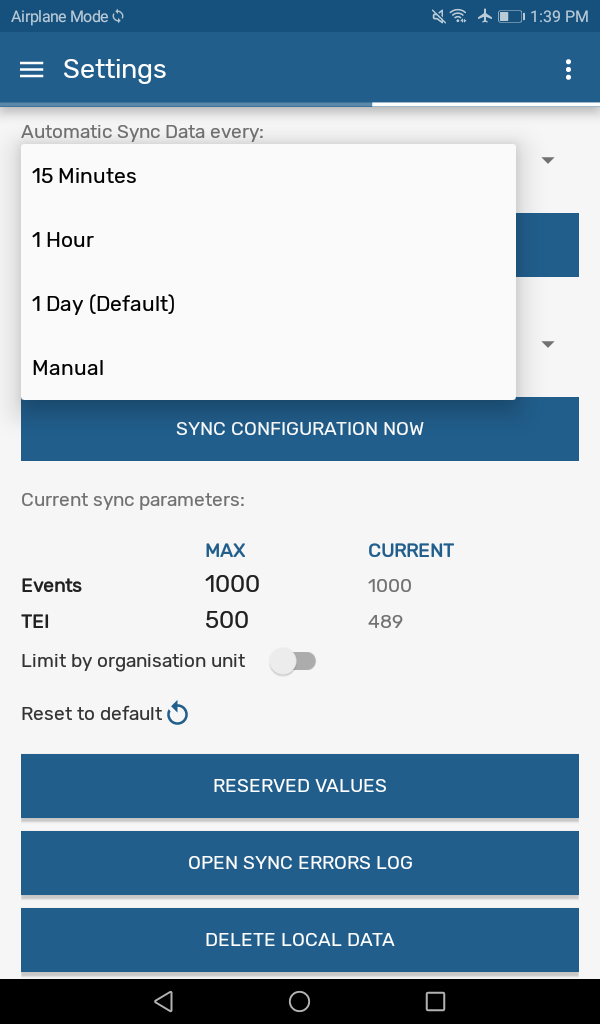 Airplane Mode 1:39 PM
Settings
Automatic Sync Data every:
15 Minutes
1 Hour
1 Day (Default)
Manual
SYNC CONFIGURATION NOW
Current sync parameters:
MAX CURRENT
Events 1000 1000
TEI 500 489
Limit by organisation unit
Reset to default
RESERVED VALUES
OPEN SYNC ERRORS LOG
DELETE LOCAL DATA